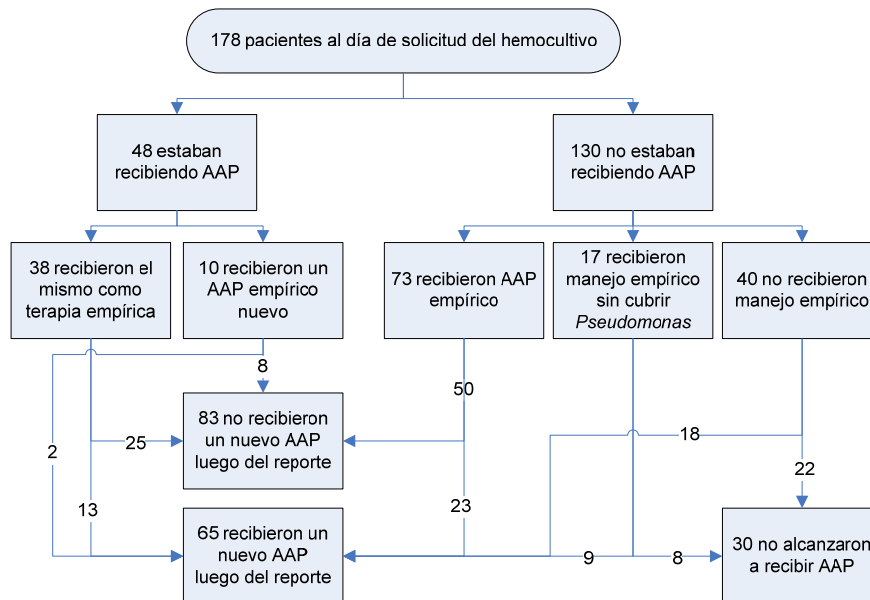 178 pacientes al día de solicitud del hemocultivo
48 estaban
recibiendo AAP
130 no estaban
recibiendo AAP
38 recibieron el
mismo como
terapia empírica
10 recibieron un
AAP empírico
nuevo
73 recibieron AAP
empírico
17 recibieron
manejo empírico
sin cubrir
Pseudomonas
40 no recibieron
manejo empírico
8
50
83 no recibieron
un nuevo AAP
luego del reporte
2
25
18
22
13
23
65 recibieron un
nuevo AAP
luego del reporte
9
8
30 no alcanzaron
a recibir AAP